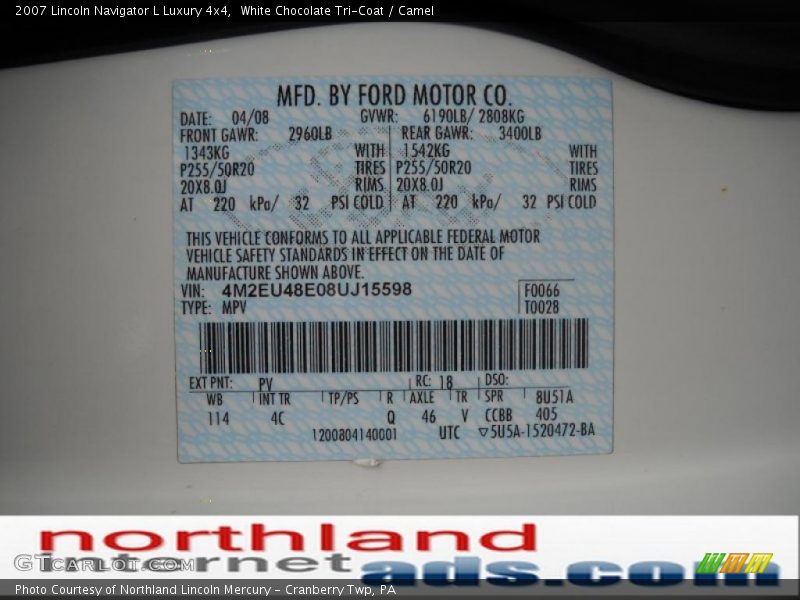 2007 Lincoln Navigator L Luxury 4x4,  White Chocolate Tri-Coat / Camel
MFD. BY FORD MOTOR CO.
DATE: 04/08 GVWR: 6190LB/ 2808KG
FRONT GAWR: 2960LB REAR GAWR: 3400LB
1343KG WITH 1542KG WITH
P255/50R20 TIRES P255/50R20 TIRES
20X8.0J RIMS 20X8.0J RIMS
AT 220 kPa/ 32 PSI COLD AT 220 kPa/ 32 PSI COLD
THIS VEHICLE CONFORMS TO ALL APPLICABLE FEDERAL MOTOR
VEHICLE SAFETY STANDARDS IN EFFECT ON THE DATE OF
MANUFACTURE SHOWN ABOVE.
VIN: 4M2EU48E08UJ15598 F0066
TYPE: MPV T0028
EXT PNT: PV RC: 18 DSO:
WB INT TR TP/PS R AXLE TR SPR 8U51A
114 4C Q 46 V CCBB 405
1200804140001 UTC ▽5U5A-1520472-BA
northland
internet
ads.com
GTCARLOT.COM
Photo Courtesy of Northland Lincoln Mercury - Cranberry Twp, PA